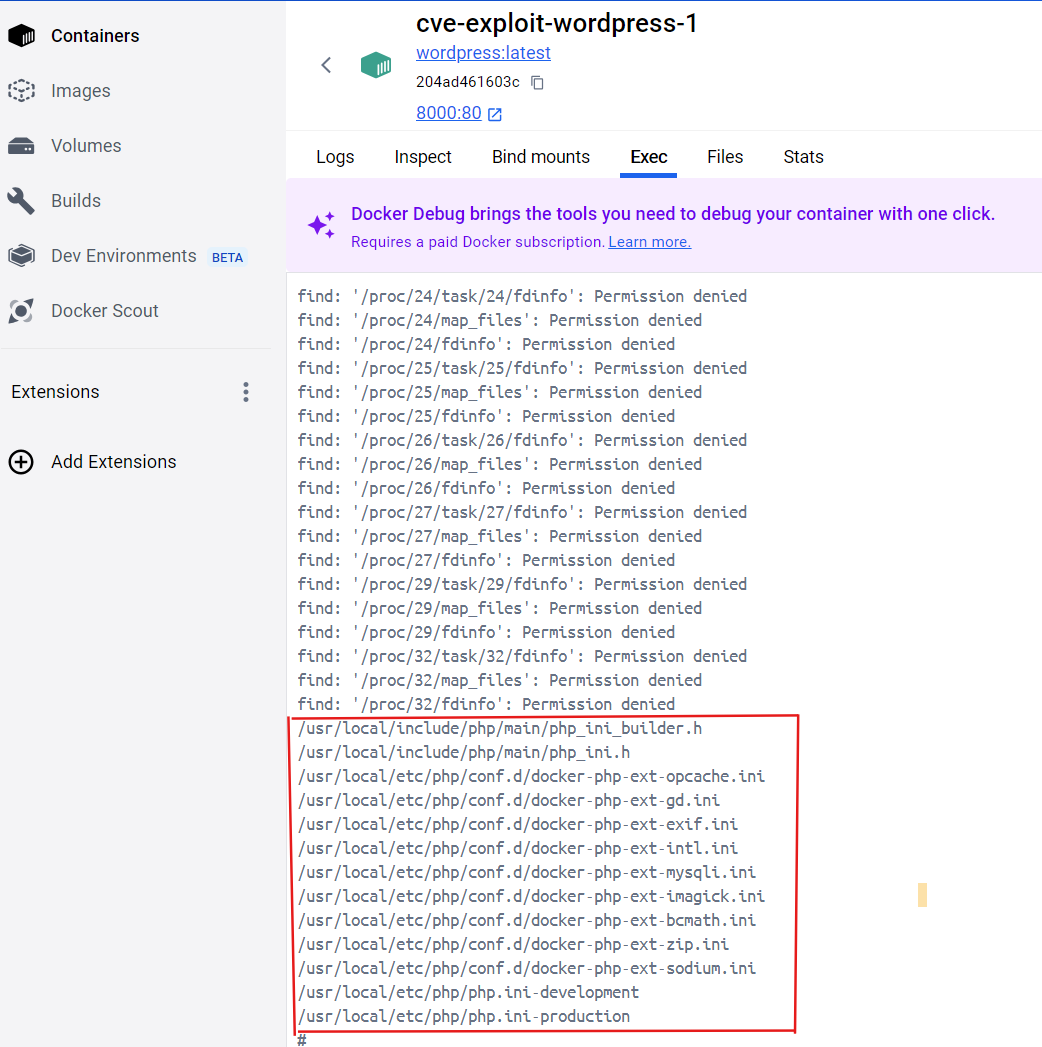 Containers
Images
Volumes
Builds
Dev Environments BETA
Docker Scout
Extensions
Add Extensions
cve-exploit-wordpress-1
wordpress:latest
204ad461603c
8000:80
Logs Inspect Bind mounts Exec Files Stats
Docker Debug brings the tools you need to debug your container with one click.
Requires a paid Docker subscription. Learn more.
find: '/proc/24/task/24/fdinfo': Permission denied
find: '/proc/24/map_files': Permission denied
find: '/proc/24/fdinfo': Permission denied
find: '/proc/25/task/25/fdinfo': Permission denied
find: '/proc/25/map_files': Permission denied
find: '/proc/25/fdinfo': Permission denied
find: '/proc/26/task/26/fdinfo': Permission denied
find: '/proc/26/map_files': Permission denied
find: '/proc/26/fdinfo': Permission denied
find: '/proc/27/task/27/fdinfo': Permission denied
find: '/proc/27/map_files': Permission denied
find: '/proc/27/fdinfo': Permission denied
find: '/proc/29/task/29/fdinfo': Permission denied
find: '/proc/29/map_files': Permission denied
find: '/proc/29/fdinfo': Permission denied
find: '/proc/32/task/32/fdinfo': Permission denied
find: '/proc/32/map_files': Permission denied
find: '/proc/32/fdinfo': Permission denied
/usr/local/include/php/main/php_ini_builder.h
/usr/local/include/php/main/php_ini.h
/usr/local/etc/php/conf.d/docker-php-ext-opcache.ini
/usr/local/etc/php/conf.d/docker-php-ext-gd.ini
/usr/local/etc/php/conf.d/docker-php-ext-exif.ini
/usr/local/etc/php/conf.d/docker-php-ext-intl.ini
/usr/local/etc/php/conf.d/docker-php-ext-mysqli.ini
/usr/local/etc/php/conf.d/docker-php-ext-imagick.ini
/usr/local/etc/php/conf.d/docker-php-ext-bcmath.ini
/usr/local/etc/php/conf.d/docker-php-ext-zip.ini
/usr/local/etc/php/conf.d/docker-php-ext-sodium.ini
/usr/local/etc/php/php.ini-development
/usr/local/etc/php/php.ini-production
#